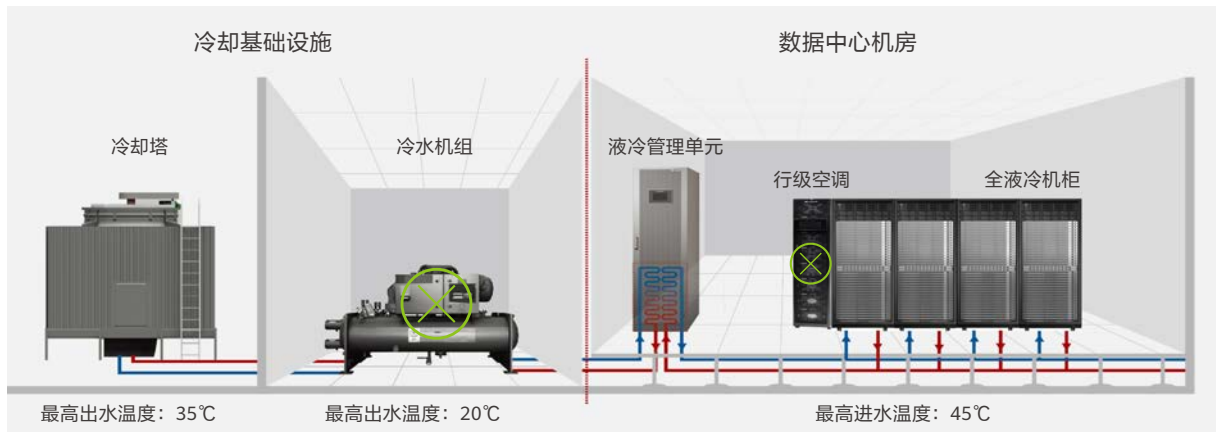 冷却基础设施
数据中心机房
冷却塔
冷水机组
液冷管理单元
行级空调
全液冷机柜
最高出水温度：35℃
最高出水温度：20℃
最高进水温度：45℃